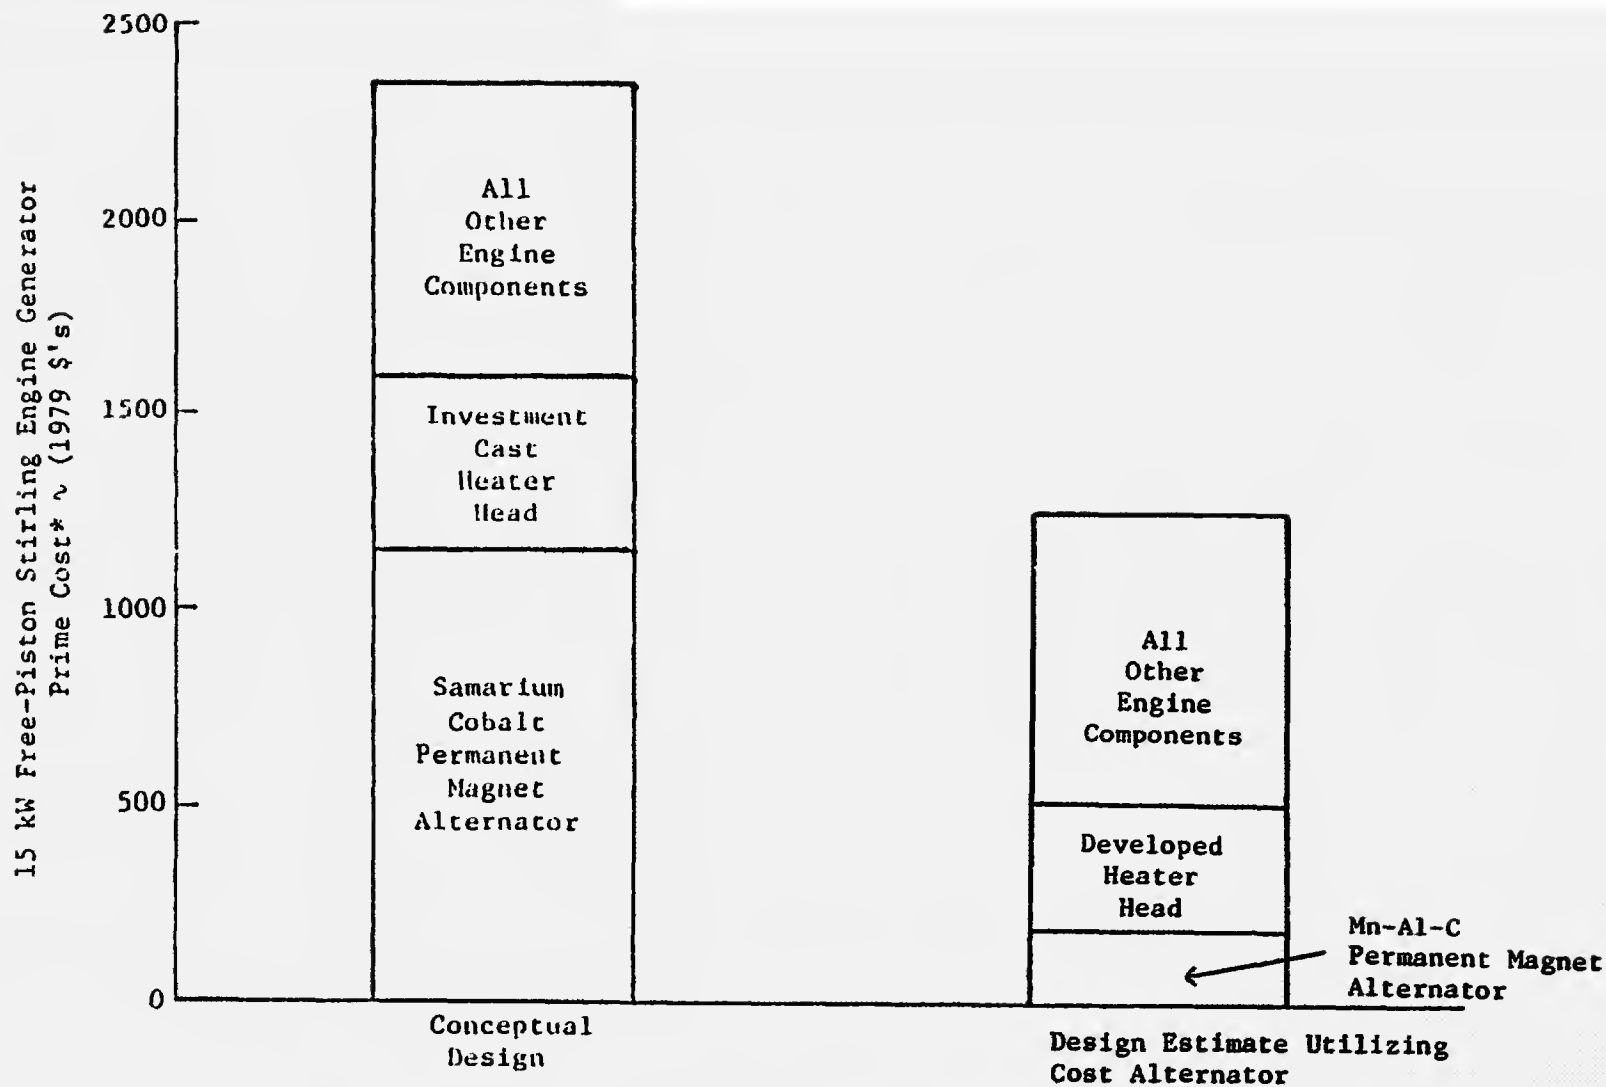 15 kW Free-Piston Stirling Engine Generator
Prime Cost* ~ (1979 $'s)
2500
2000
1500
1000
500
0
All
Other
Engine
Components
Investment
Cast
Heater
Head
Samarium
Cobalt
Permanent
Magnet
Alternator
Conceptual
Design
All
Other
Engine
Components
Developed
Heater
Head
Mn-Al-C
Permanent Magnet
Alternator
Design Estimate Utilizing
Cost Alternator